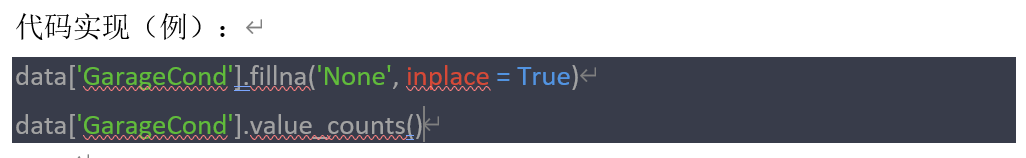 代码实现（例）：
data['GarageCond'].fillna('None', inplace = True)
data['GarageCond'].value_counts()